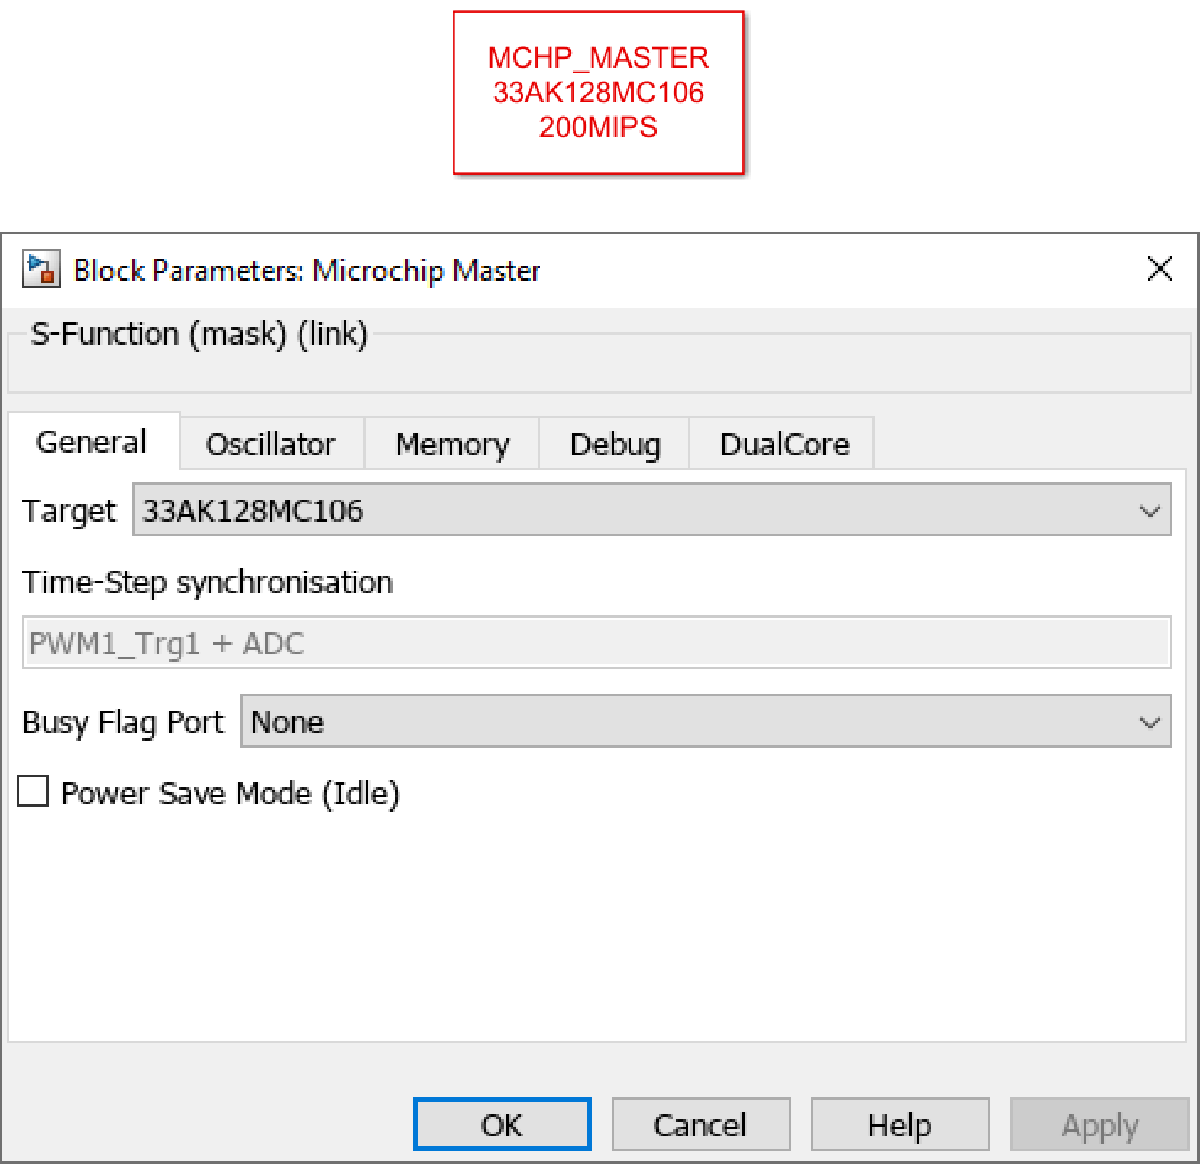 MCHP_MASTER
33AK128MC106
200MIPS
Block Parameters: Microchip Master
S-Function (mask) (link)
General Oscillator Memory Debug DualCore
Target 33AK128MC106
Time-Step synchronisation
PWM1_Trg1 + ADC
Busy Flag Port None
Power Save Mode (Idle)
OK Cancel Help Apply